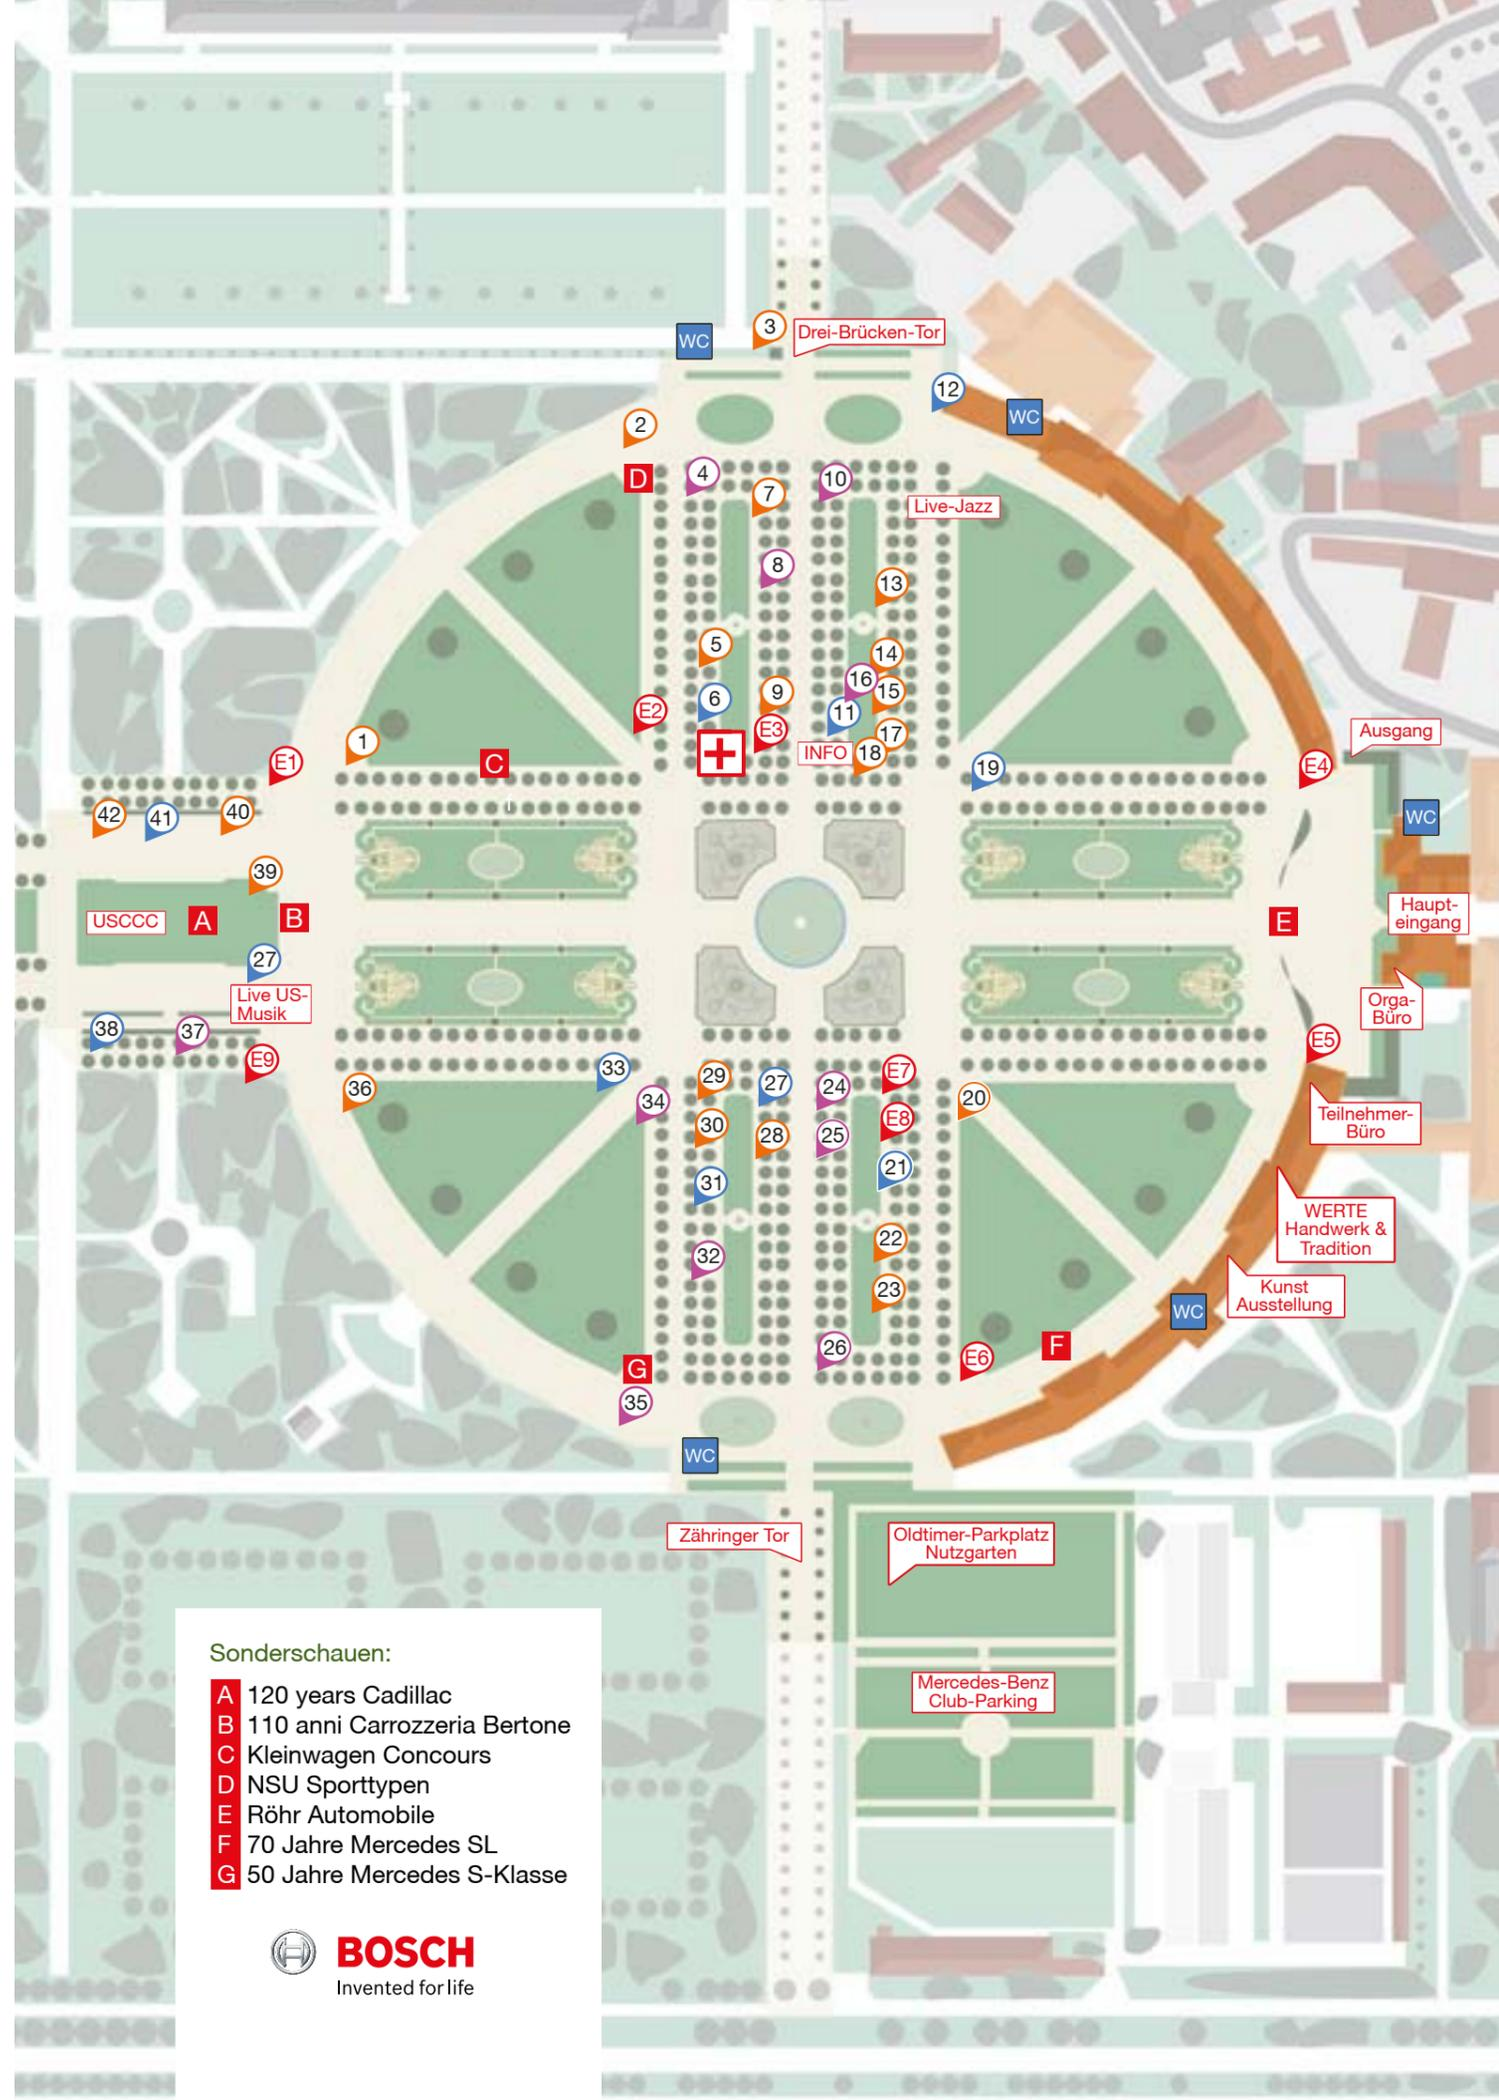 3
Drei-Brücken-Tor
WC
12
WC
2
D
4
7
10
Live-Jazz
8
13
5
14
16
15
6
9
11
E2
E3
17
1
INFO
18
C
E1
19
E4
Ausgang
WC
42
41
40
39
USCCC
A
B
E
Haupt-
eingang
27
Live US-
Musik
Orga-
Büro
38
37
E9
E5
33
29
27
24
E7
36
34
20
30
28
25
E8
Teilnehmer-
Büro
31
21
WERTE
Handwerk &
Tradition
32
22
23
Kunst
Ausstellung
WC
26
E6
F
G
35
WC
Zähringer Tor
Oldtimer-Parkplatz
Nutzgarten
Mercedes-Benz
Club-Parking
Sonderschauen:
A 120 years Cadillac
B 110 anni Carrozzeria Bertone
C Kleinwagen Concours
D NSU Sporttypen
E Röhr Automobile
F 70 Jahre Mercedes SL
G 50 Jahre Mercedes S-Klasse
BOSCH
Invented for life